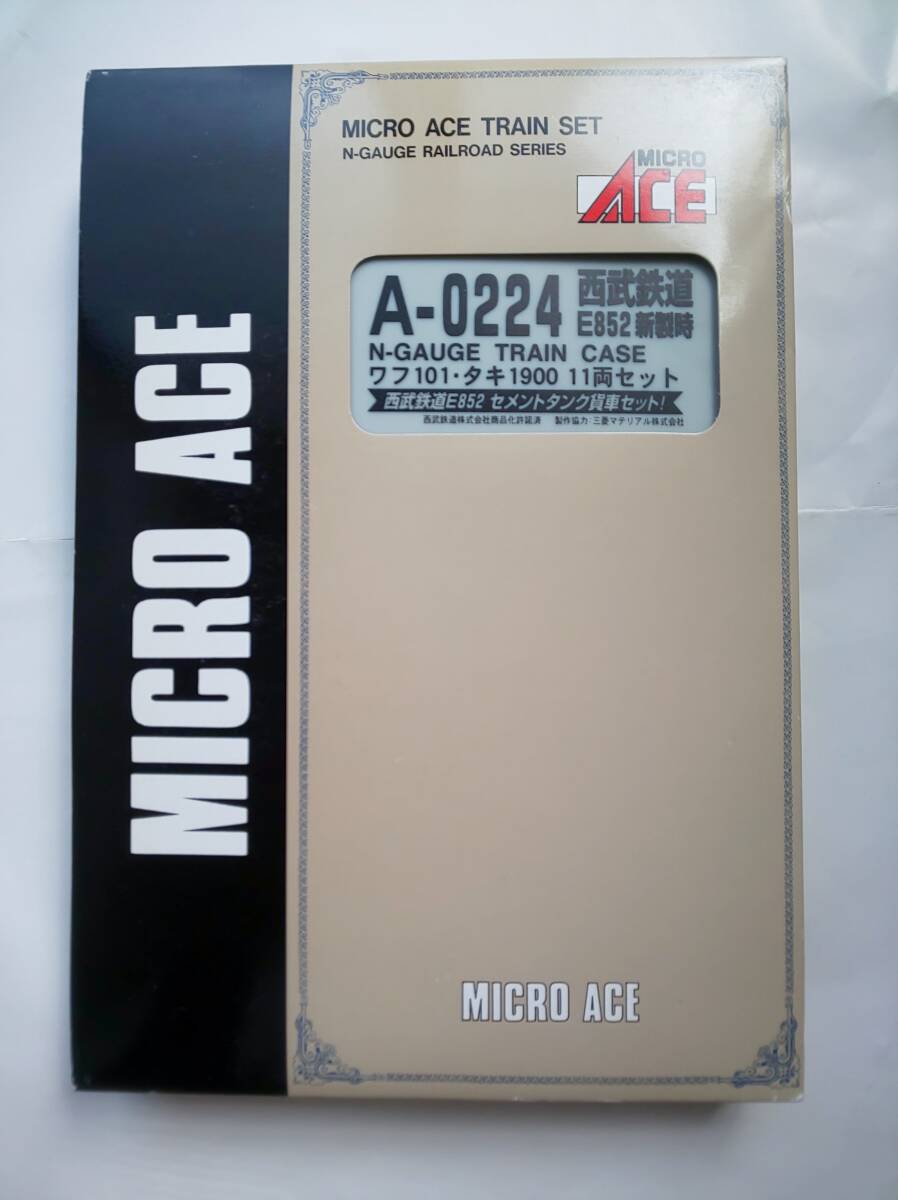 MICRO ACE
MICRO ACE TRAIN SET
N-GAUGE RAILROAD SERIES
MICRO
ACE
A-0224 西武鉄道
E852 新製時
N-GAUGE TRAIN CASE
ワフ101・タキ1900 11両セット
西武鉄道E852 セメントタンク貨車セット!
西武鉄道株式会社商品化許諾済 製作協力:三菱マテリアル株式会社
MICRO ACE